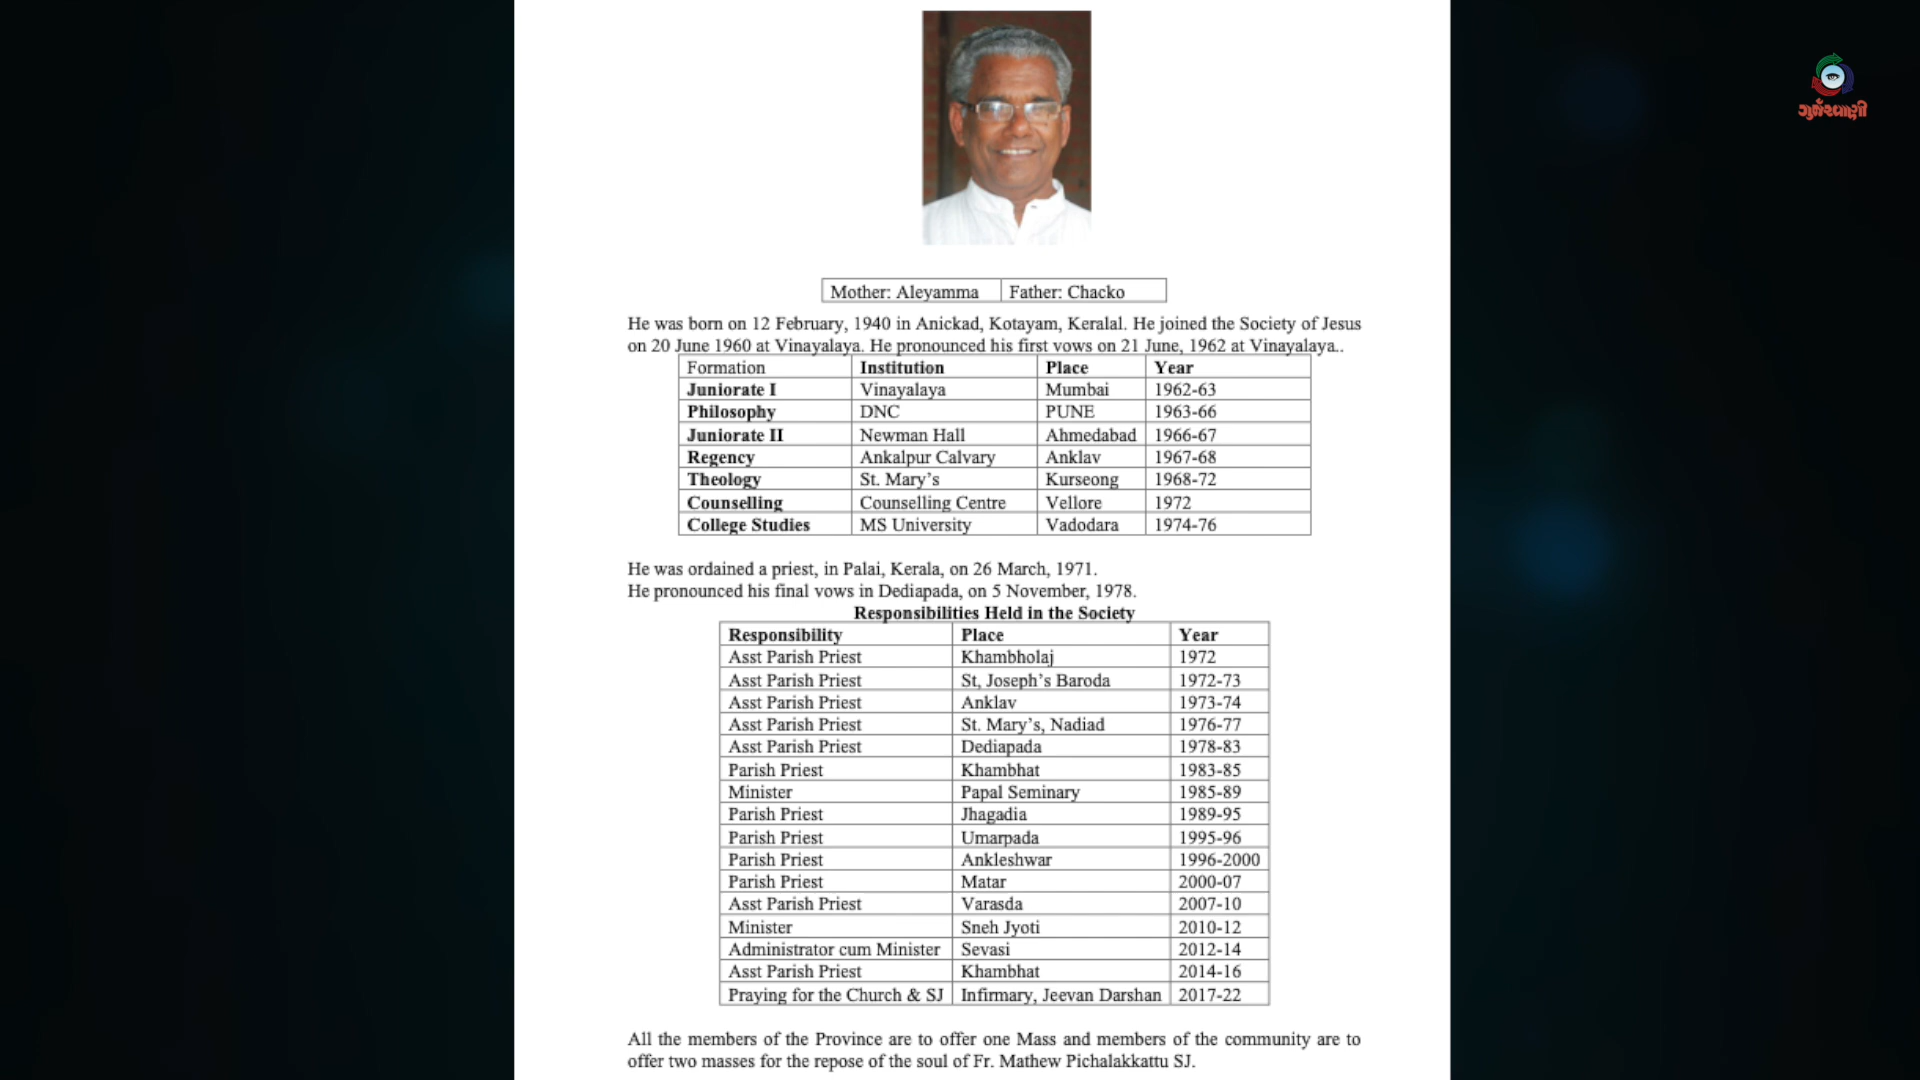 ગુર્જરવાણી
Mother: Aleyamma Father: Chacko
He was born on 12 February, 1940 in Anickad, Kotayam, Keralal. He joined the Society of Jesus
on 20 June 1960 at Vinayalaya. He pronounced his first vows on 21 June, 1962 at Vinayalaya..
Formation Institution Place Year
Juniorate I Vinayalaya Mumbai 1962-63
Philosophy DNC PUNE 1963-66
Juniorate II Newman Hall Ahmedabad 1966-67
Regency Ankalpur Calvary Anklav 1967-68
Theology St. Mary's Kurseong 1968-72
Counselling Counselling Centre Vellore 1972
College Studies MS University Vadodara 1974-76
He was ordained a priest, in Palai, Kerala, on 26 March, 1971.
He pronounced his final vows in Dediapada, on 5 November, 1978.
Responsibilities Held in the Society
Responsibility Place Year
Asst Parish Priest Khambholaj 1972
Asst Parish Priest St, Joseph's Baroda 1972-73
Asst Parish Priest Anklav 1973-74
Asst Parish Priest St. Mary's, Nadiad 1976-77
Asst Parish Priest Dediapada 1978-83
Parish Priest Khambhat 1983-85
Minister Papal Seminary 1985-89
Parish Priest Jhagadia 1989-95
Parish Priest Umarpada 1995-96
Parish Priest Ankleshwar 1996-2000
Parish Priest Matar 2000-07
Asst Parish Priest Varasda 2007-10
Minister Sneh Jyoti 2010-12
Administrator cum Minister Sevasi 2012-14
Asst Parish Priest Khambhat 2014-16
Praying for the Church & SJ Infirmary, Jeevan Darshan 2017-22
All the members of the Province are to offer one Mass and members of the community are to
offer two masses for the repose of the soul of Fr. Mathew Pichalakkattu SJ.